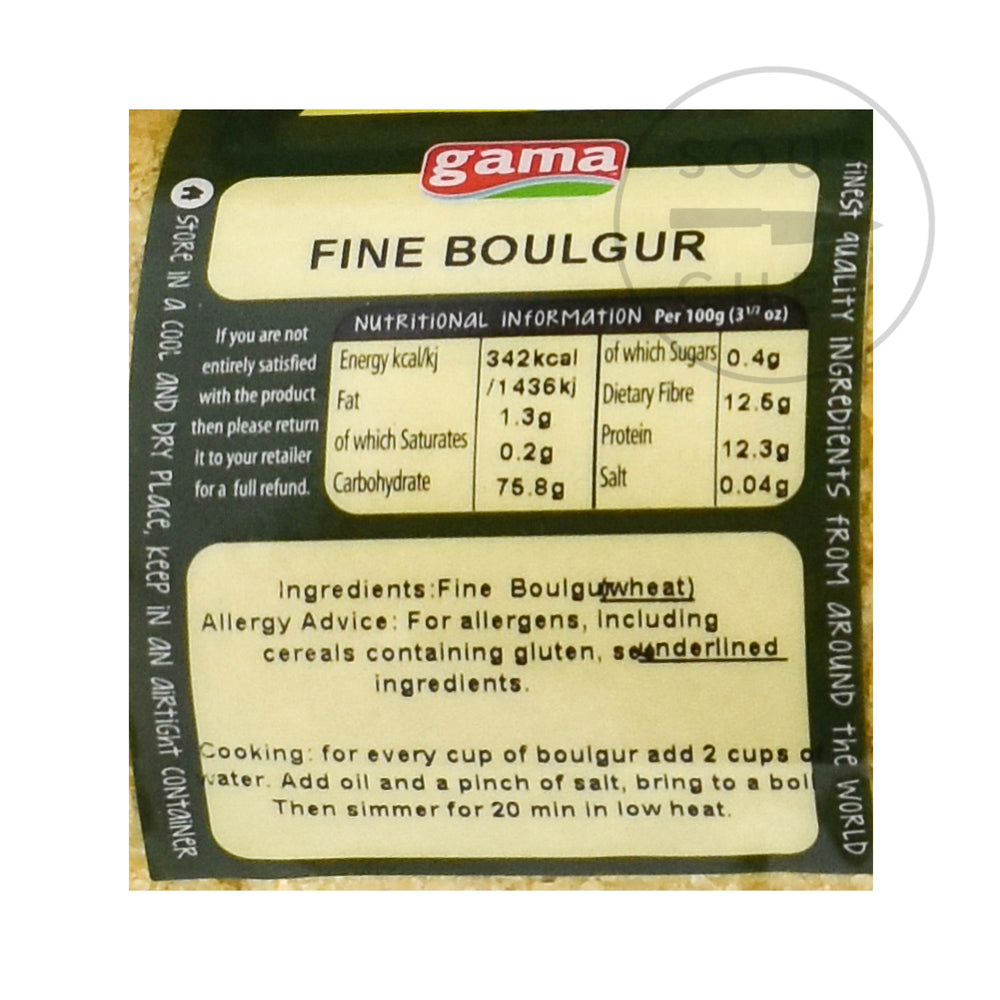 gama
FINE BOULGUR
NUTRITIONAL INFORMATION Per 100g (3 1/2 oz)
Energy kcal/kj 342kcal
/1436kj
Fat 1.3g
of which Saturates 0.2g
Carbohydrate 75.8g
of which Sugars 0.4g
Dietary Fibre 12.6g
Protein 12.3g
Salt 0.04g
If you are not
entirely satisfied
with the product
then please return
it to your retailer
for a full refund.
Ingredients:Fine Boulgur(wheat)
Allergy Advice: For allergens, including
cereals containing gluten, see underlined
ingredients.
Cooking: for every cup of boulgur add 2 cups of
water. Add oil and a pinch of salt, bring to a boil
Then simmer for 20 min in low heat.
STORE IN A COOL AND DRY PLACE, KEEP IN AN AIRTIGHT CONTAINER
FINEST QUALITY INGREDIENTS FROM AROUND THE WORLD
SOUS
CHEF